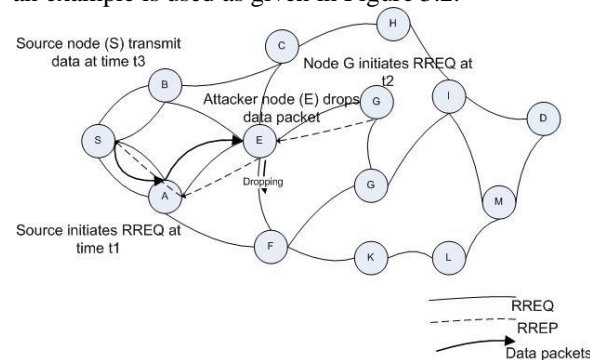 an example is used as given in Figure 3.2.
Source node (S) transmit
data at time t3
H
C
Node G initiates RREQ at
t2
B
Attacker node (E) drops
data packet
G
I
D
S
E
Dropping
A
G
M
Source initiates RREQ at
time t1
F
K
L
RREQ
RREP
Data packets